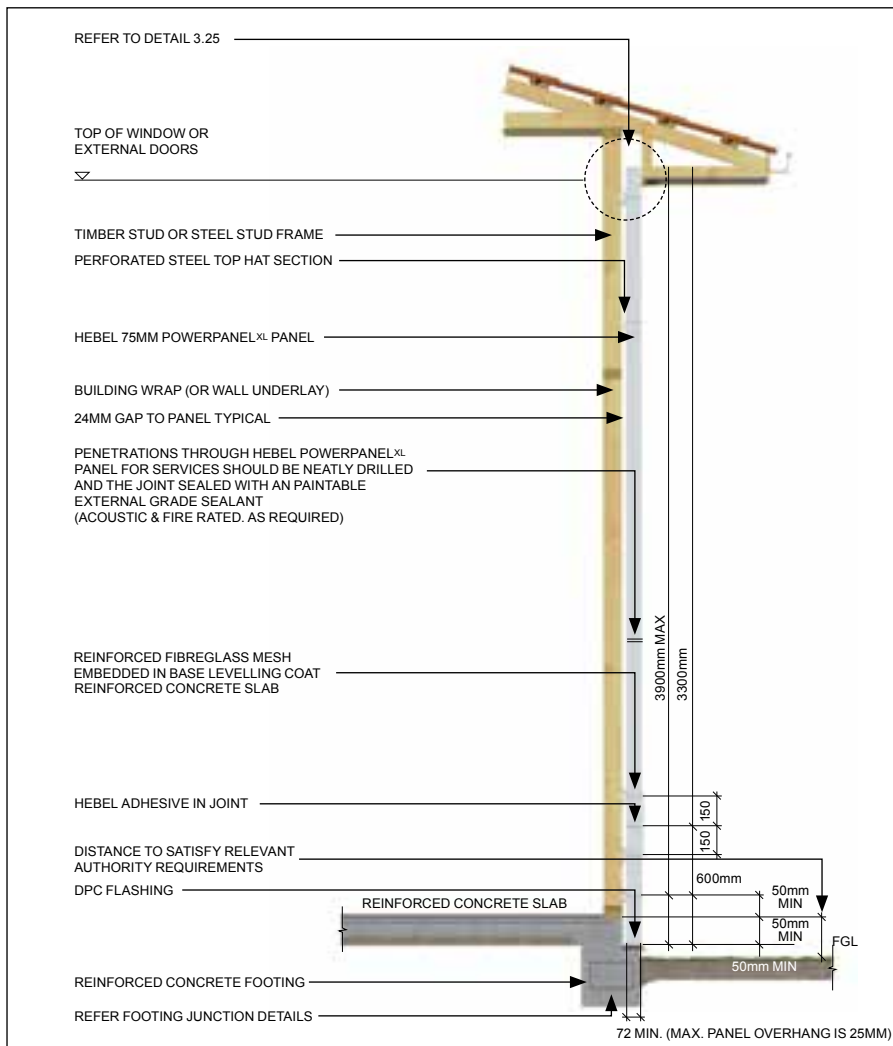 REFER TO DETAIL 3.25
TOP OF WINDOW OR
EXTERNAL DOORS
TIMBER STUD OR STEEL STUD FRAME
PERFORATED STEEL TOP HAT SECTION
HEBEL 75MM POWERPANELXL PANEL
BUILDING WRAP (OR WALL UNDERLAY)
24MM GAP TO PANEL TYPICAL
PENETRATIONS THROUGH HEBEL POWERPANELXL
PANEL FOR SERVICES SHOULD BE NEATLY DRILLED
AND THE JOINT SEALED WITH AN PAINTABLE
EXTERNAL GRADE SEALANT
(ACOUSTIC & FIRE RATED. AS REQUIRED)
3900mm MAX
3300mm
REINFORCED FIBREGLASS MESH
EMBEDDED IN BASE LEVELLING COAT
REINFORCED CONCRETE SLAB
HEBEL ADHESIVE IN JOINT
150
150
DISTANCE TO SATISFY RELEVANT
AUTHORITY REQUIREMENTS
600mm
DPC FLASHING
REINFORCED CONCRETE SLAB
50mm
MIN
50mm
MIN
FGL
50mm MIN
REINFORCED CONCRETE FOOTING
REFER FOOTING JUNCTION DETAILS
72 MIN. (MAX. PANEL OVERHANG IS 25MM)